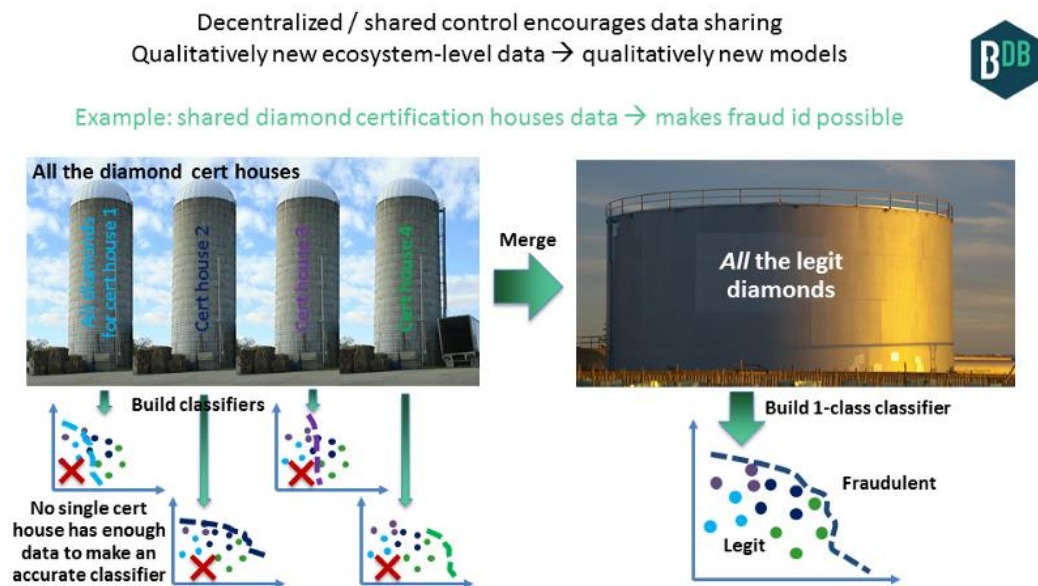 Decentralized / shared control encourages data sharing
Qualitatively new ecosystem-level data → qualitatively new models
BDB
Example: shared diamond certification houses data → makes fraud id possible
All the diamond cert houses
All diamonds
for cert house 1
Cert house 2
Cert house 3
Cert house 4
Merge
All the legit
diamonds
Build classifiers
Build 1-class classifier
No single cert
house has enough
data to make an
accurate classifier
Fraudulent
Legit